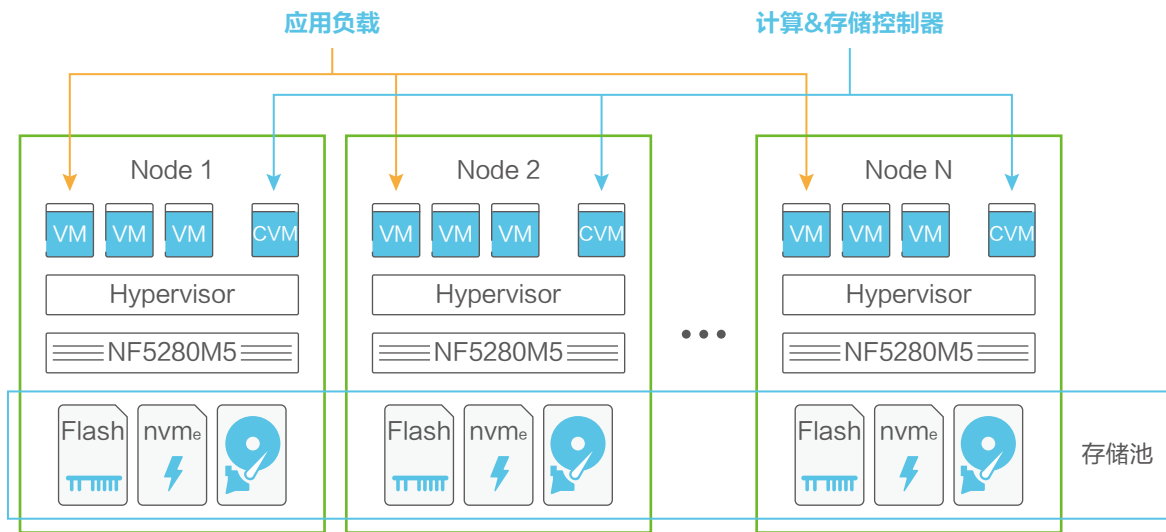 应用负载
计算&存储控制器
Node 1
Node 2
Node N
VM VM VM CVM
VM VM VM CVM
VM VM VM CVM
Hypervisor
Hypervisor
Hypervisor
NF5280M5
NF5280M5
NF5280M5
Flash nvme
Flash nvme
Flash nvme
存储池